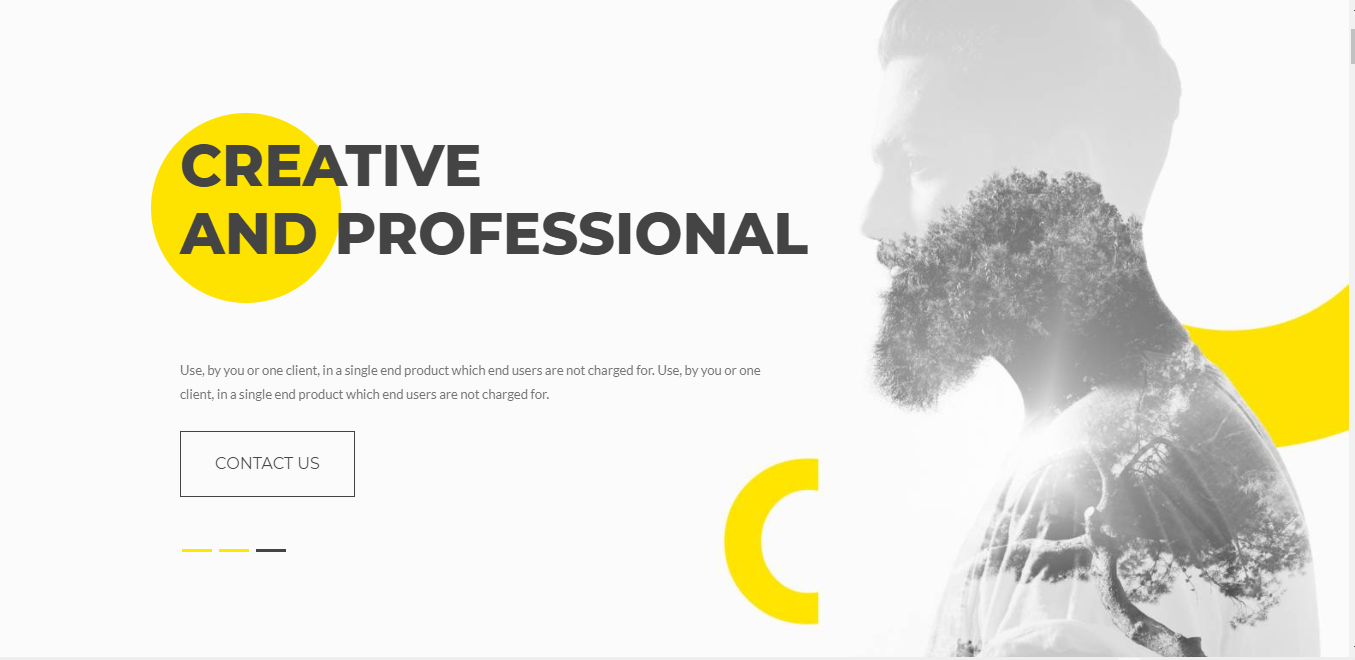 CREATIVE
AND PROFESSIONAL
Use, by you or one client, in a single end product which end users are not charged for. Use, by you or one
client, in a single end product which end users are not charged for.
CONTACT US